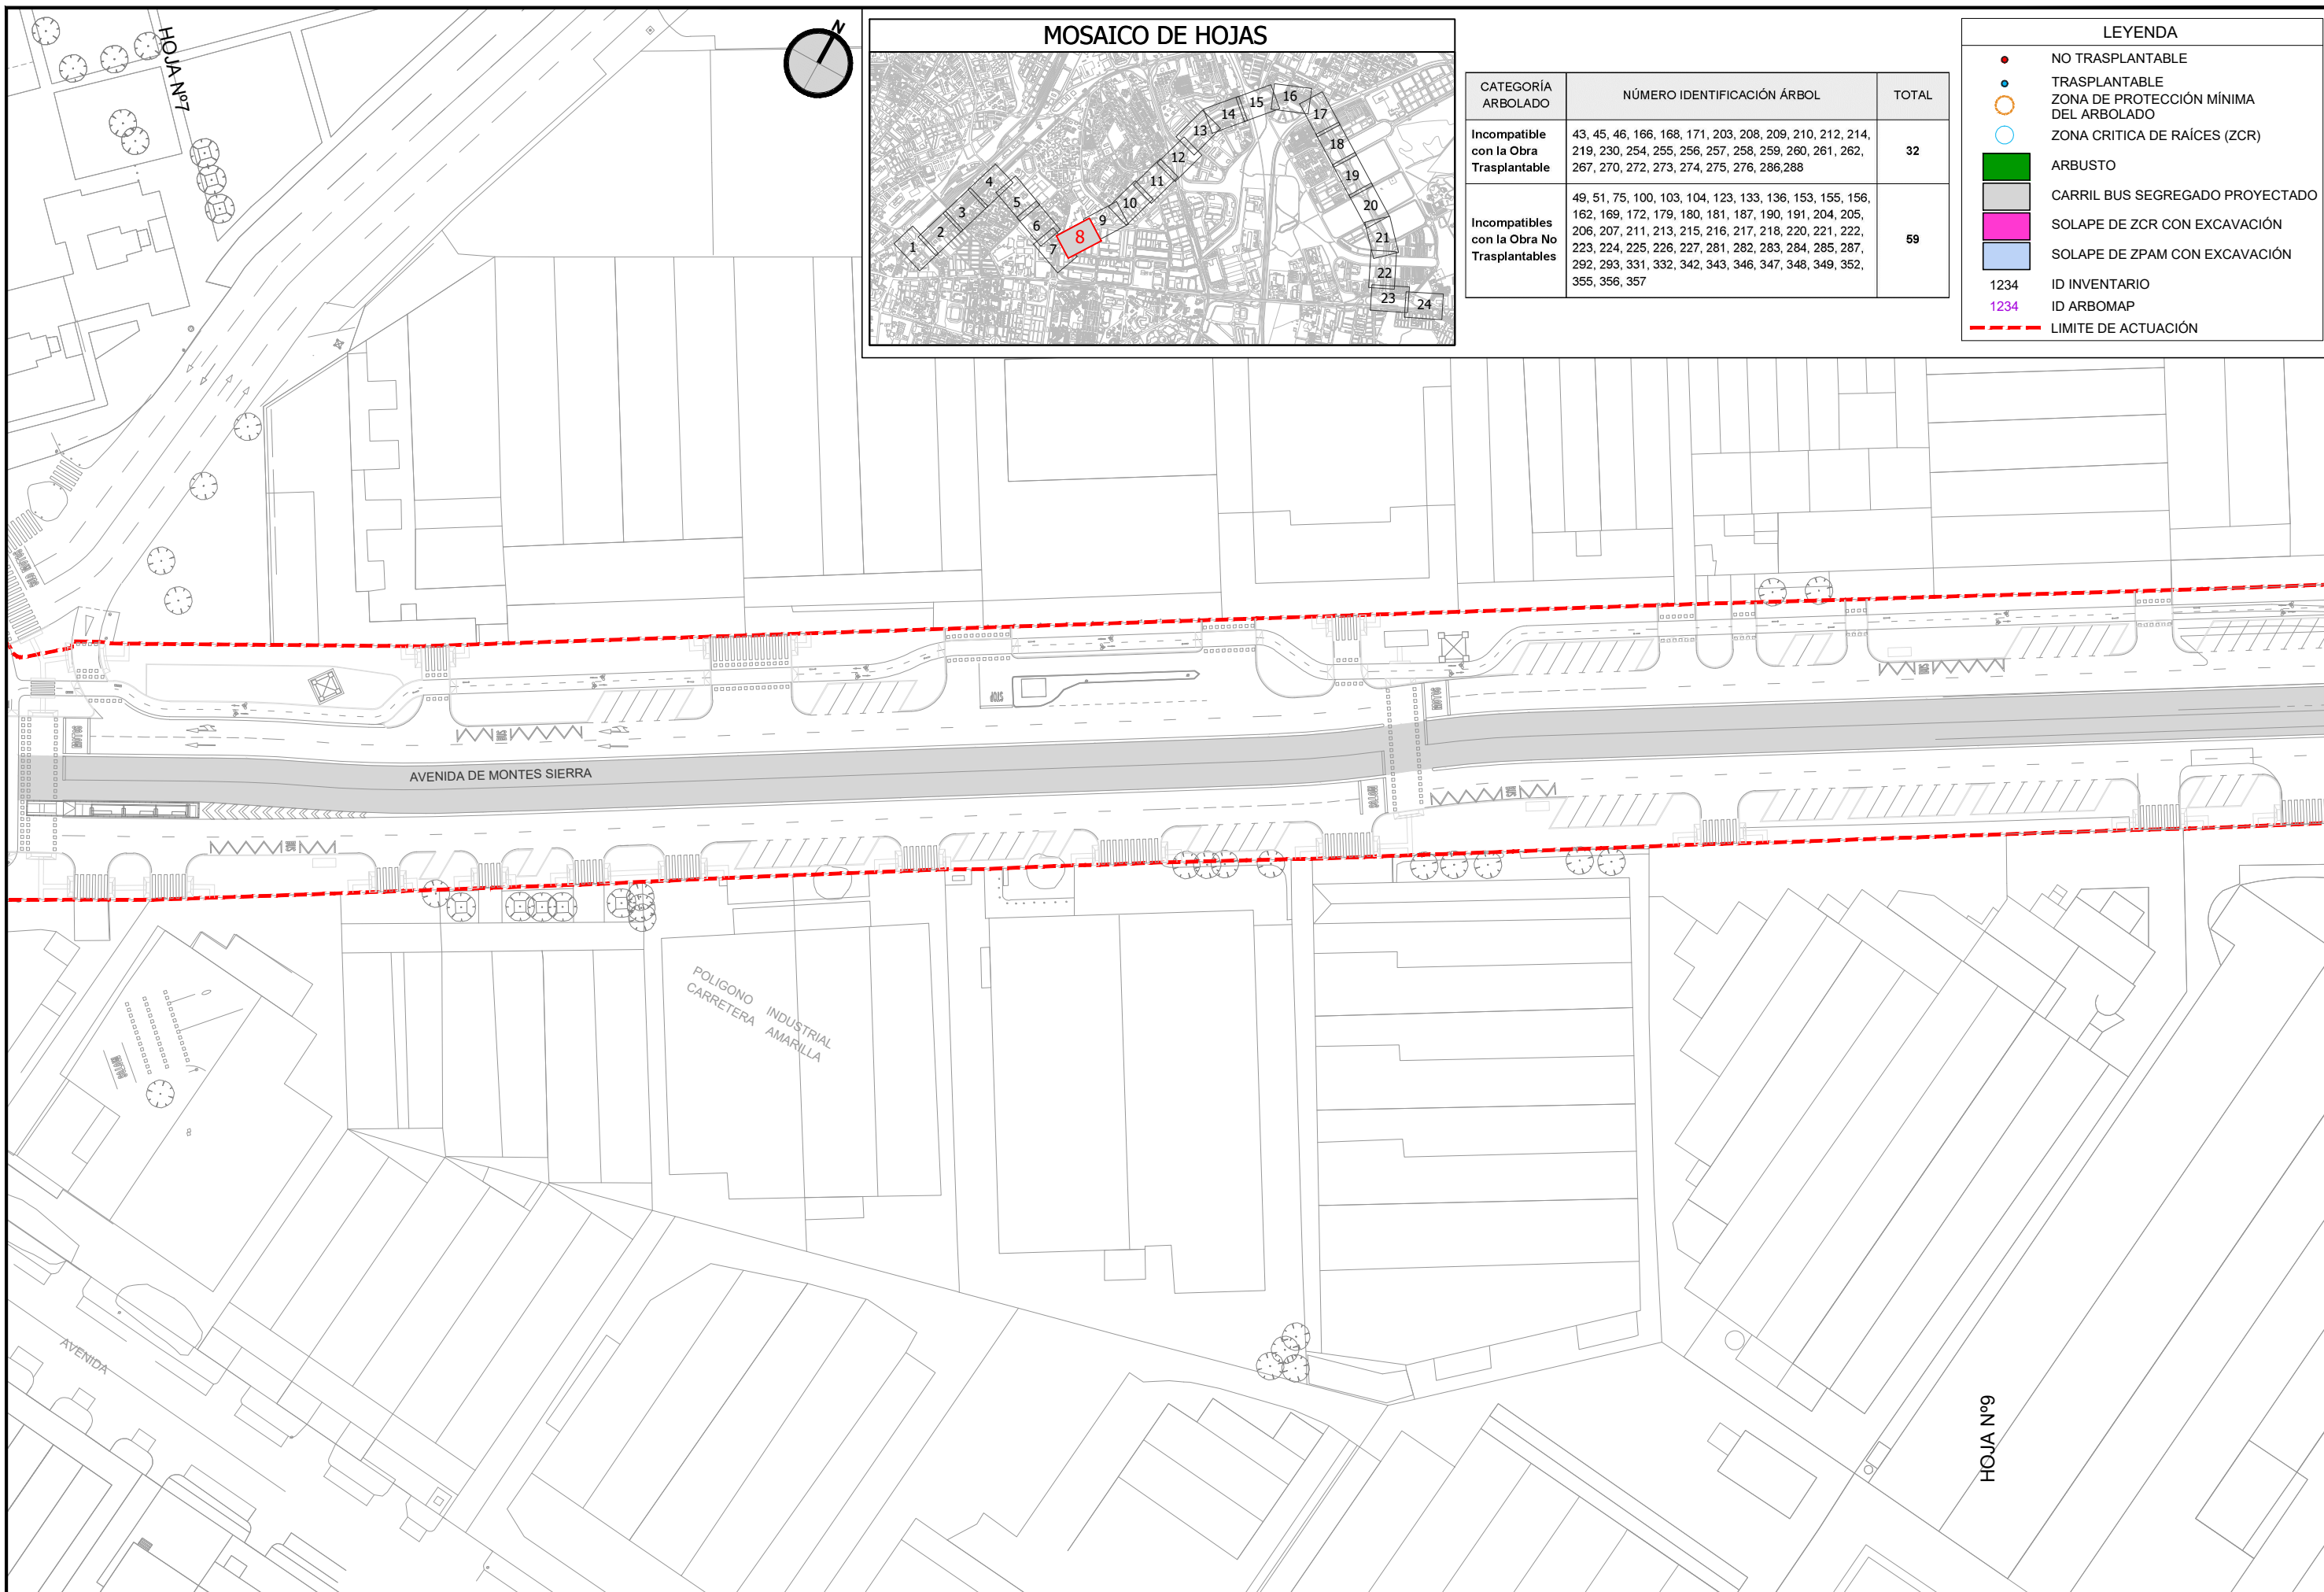 HOJA Nº7
N
MOSAICO DE HOJAS
1
2
3
4
5
6
7
8
9
10
11
12
13
14
15
16
17
18
19
20
21
22
23
24
CATEGORÍA ARBOLADO
NÚMERO IDENTIFICACIÓN ÁRBOL
TOTAL
Incompatible con la Obra Trasplantable
43, 45, 46, 166, 168, 171, 203, 208, 209, 210, 212, 214,
219, 230, 254, 255, 256, 257, 258, 259, 260, 261, 262,
267, 270, 272, 273, 274, 275, 276, 286,288
32
Incompatibles con la Obra No Trasplantables
49, 51, 75, 100, 103, 104, 123, 133, 136, 153, 155, 156,
162, 169, 172, 179, 180, 181, 187, 190, 191, 204, 205,
206, 207, 211, 213, 215, 216, 217, 218, 220, 221, 222,
223, 224, 225, 226, 227, 281, 282, 283, 284, 285, 287,
292, 293, 331, 332, 342, 343, 346, 347, 348, 349, 352,
355, 356, 357
59
LEYENDA
NO TRASPLANTABLE
TRASPLANTABLE
ZONA DE PROTECCIÓN MÍNIMA
DEL ARBOLADO
ZONA CRITICA DE RAÍCES (ZCR)
ARBUSTO
CARRIL BUS SEGREGADO PROYECTADO
SOLAPE DE ZCR CON EXCAVACIÓN
SOLAPE DE ZPAM CON EXCAVACIÓN
1234 ID INVENTARIO
1234 ID ARBOMAP
LIMITE DE ACTUACIÓN
STOP
BUS
BUS
AVENIDA DE MONTES SIERRA
BUS
BUS
POLIGONO INDUSTRIAL
CARRETERA AMARILLA
AVENIDA
HOJA Nº9